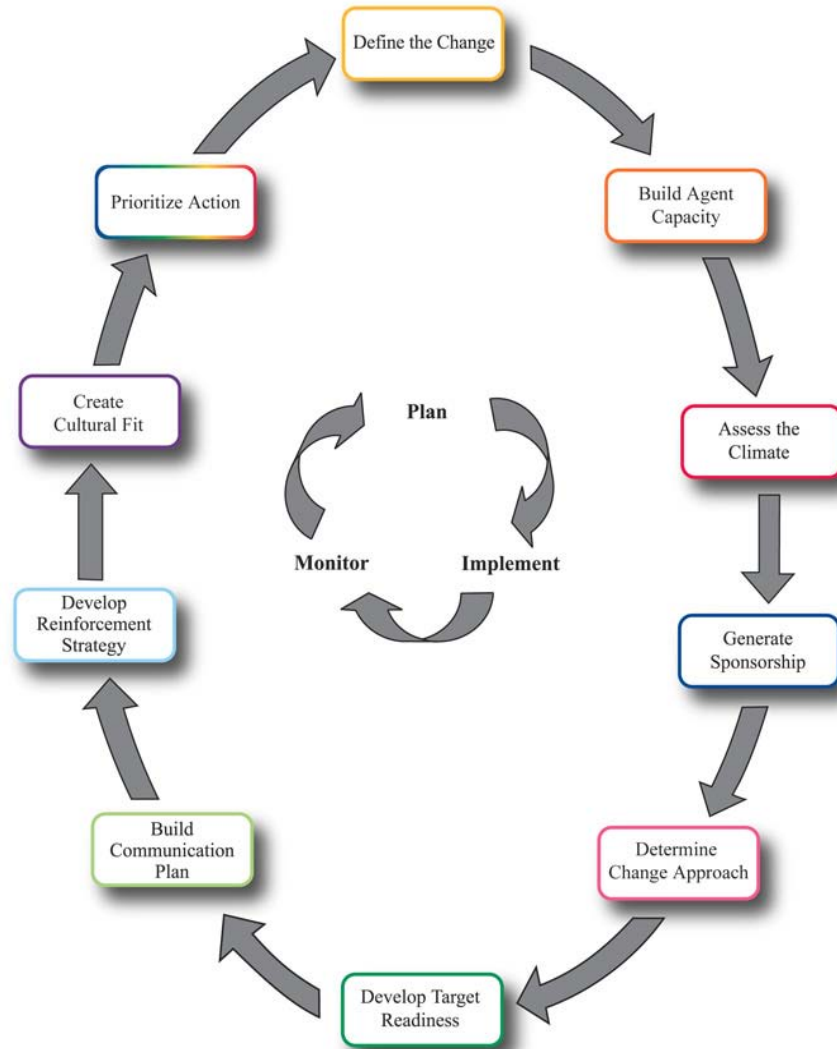 Define the Change
Build Agent
Capacity
Assess the
Climate
Generate
Sponsorship
Determine
Change Approach
Develop Target
Readiness
Build
Communication
Plan
Develop
Reinforcement
Strategy
Create
Cultural Fit
Prioritize Action
Plan
Implement
Monitor